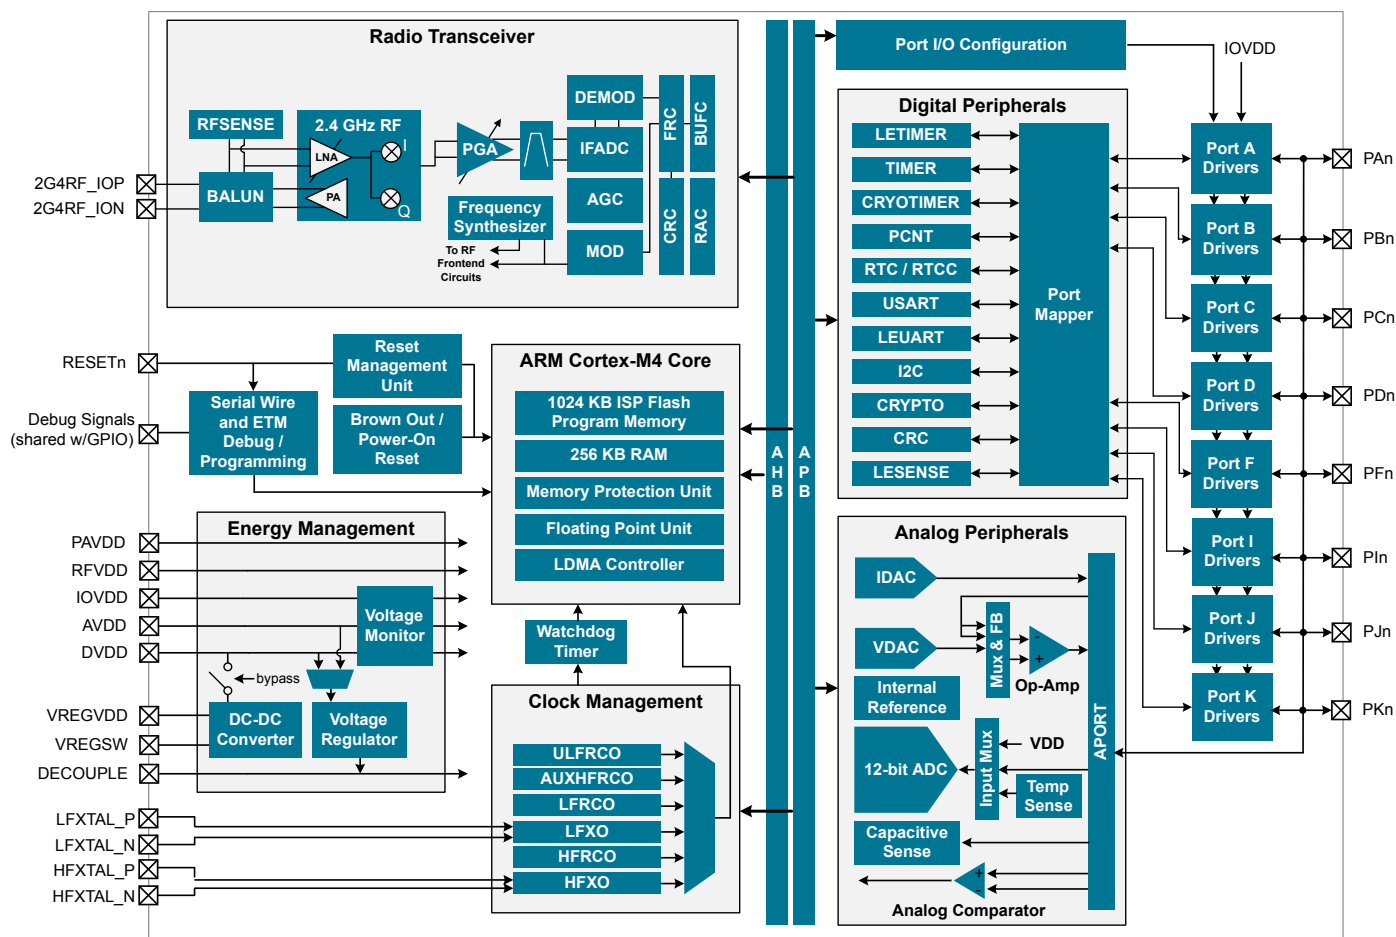 Radio Transceiver
RFSENSE
2.4 GHz RF
LNA
I
PA
Q
BALUN
PGA
DEMOD
IFADC
AGC
MOD
FRC
BUFC
CRC
RAC
Frequency
Synthesizer
To RF
Frontend
Circuits
2G4RF_IOP
2G4RF_ION
RESETn
Debug Signals
(shared w/GPIO)
Reset
Management
Unit
Serial Wire
and ETM
Debug /
Programming
Brown Out /
Power-On
Reset
ARM Cortex-M4 Core
1024 KB ISP Flash
Program Memory
256 KB RAM
Memory Protection Unit
Floating Point Unit
LDMA Controller
Watchdog
Timer
Energy Management
PAVDD
RFVDD
IOVDD
AVDD
DVDD
VREGVDD
VREGSW
DECOUPLE
Voltage
Monitor
bypass
DC-DC
Converter
Voltage
Regulator
LFXTAL_P
LFXTAL_N
HFXTAL_P
HFXTAL_N
Clock Management
ULFRCO
AUXHFRCO
LFRCO
LFXO
HFRCO
HFXO
A
H
B
A
P
B
Port I/O Configuration
IOVDD
Digital Peripherals
LETIMER
TIMER
CRYOTIMER
PCNT
RTC / RTCC
USART
LEUART
I2C
CRYPTO
CRC
LESENSE
Port
Mapper
Analog Peripherals
IDAC
VDAC
Mux & FB
-
+
Op-Amp
Internal
Reference
12-bit ADC
Input Mux
VDD
Temp
Sense
Capacitive
Sense
+
-
Analog Comparator
APORT
Port A
Drivers
Port B
Drivers
Port C
Drivers
Port D
Drivers
Port F
Drivers
Port I
Drivers
Port J
Drivers
Port K
Drivers
PAn
PBn
PCn
PDn
PFn
PIn
PJn
PKn